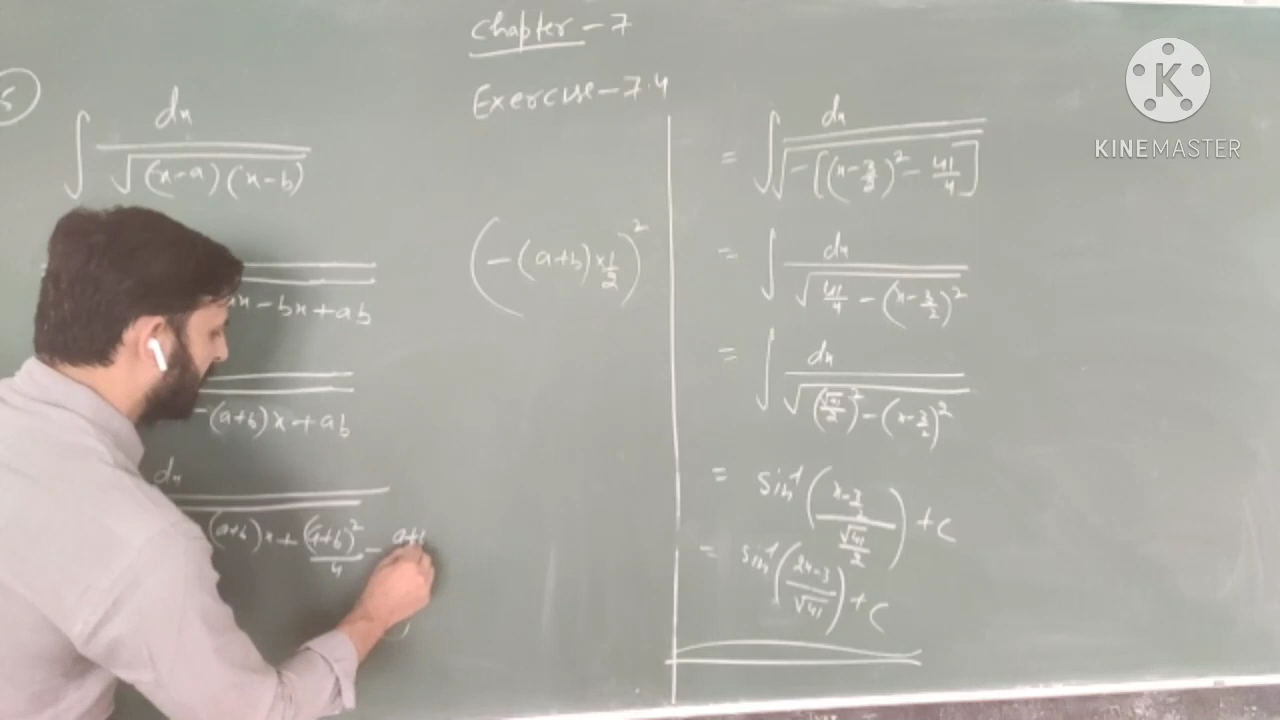 Chapter - 7
Exercise - 7.4
5
∫ dx / √((x-a)(x-b))
ax - bx + ab
-(a+b)x + ab
dx
(a+b)x + (a+b)²/4 -
(-(a+b) × 1/2)²
= ∫ dx / √(-[(x - 3/2)² - 41/4])
= ∫ dx / √(41/4 - (x - 3/2)²)
= ∫ dx / √((√41/2)² - (x - 3/2)²)
= sin⁻¹((x - 3/2) / (√41/2)) + C
= sin⁻¹((2x-3)/√41) + C
K
KINEMASTER